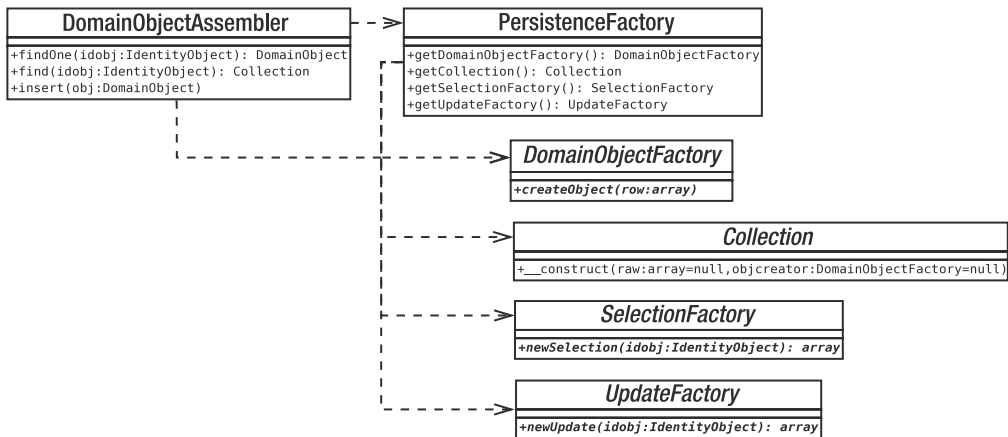 DomainObjectAssembler
+findOne(idobj:IdentityObject): DomainObject
+find(idobj:IdentityObject): Collection
+insert(obj:DomainObject)
PersistenceFactory
+getDomainObjectFactory(): DomainObjectFactory
+getCollection(): Collection
+getSelectionFactory(): SelectionFactory
+getUpdateFactory(): UpdateFactory
DomainObjectFactory
+createObject(row:array)
Collection
+__construct(raw:array=null,objcreator:DomainObjectFactory=null)
SelectionFactory
+newSelection(idobj:IdentityObject): array
UpdateFactory
+newUpdate(idobj:IdentityObject): array